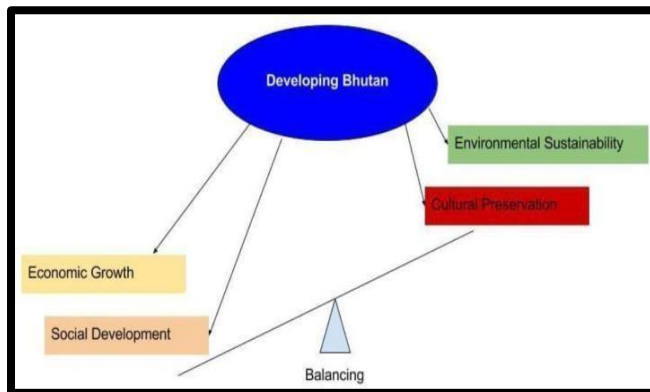 Developing Bhutan
Environmental Sustainability
Cultural Preservation
Economic Growth
Social Development
Balancing